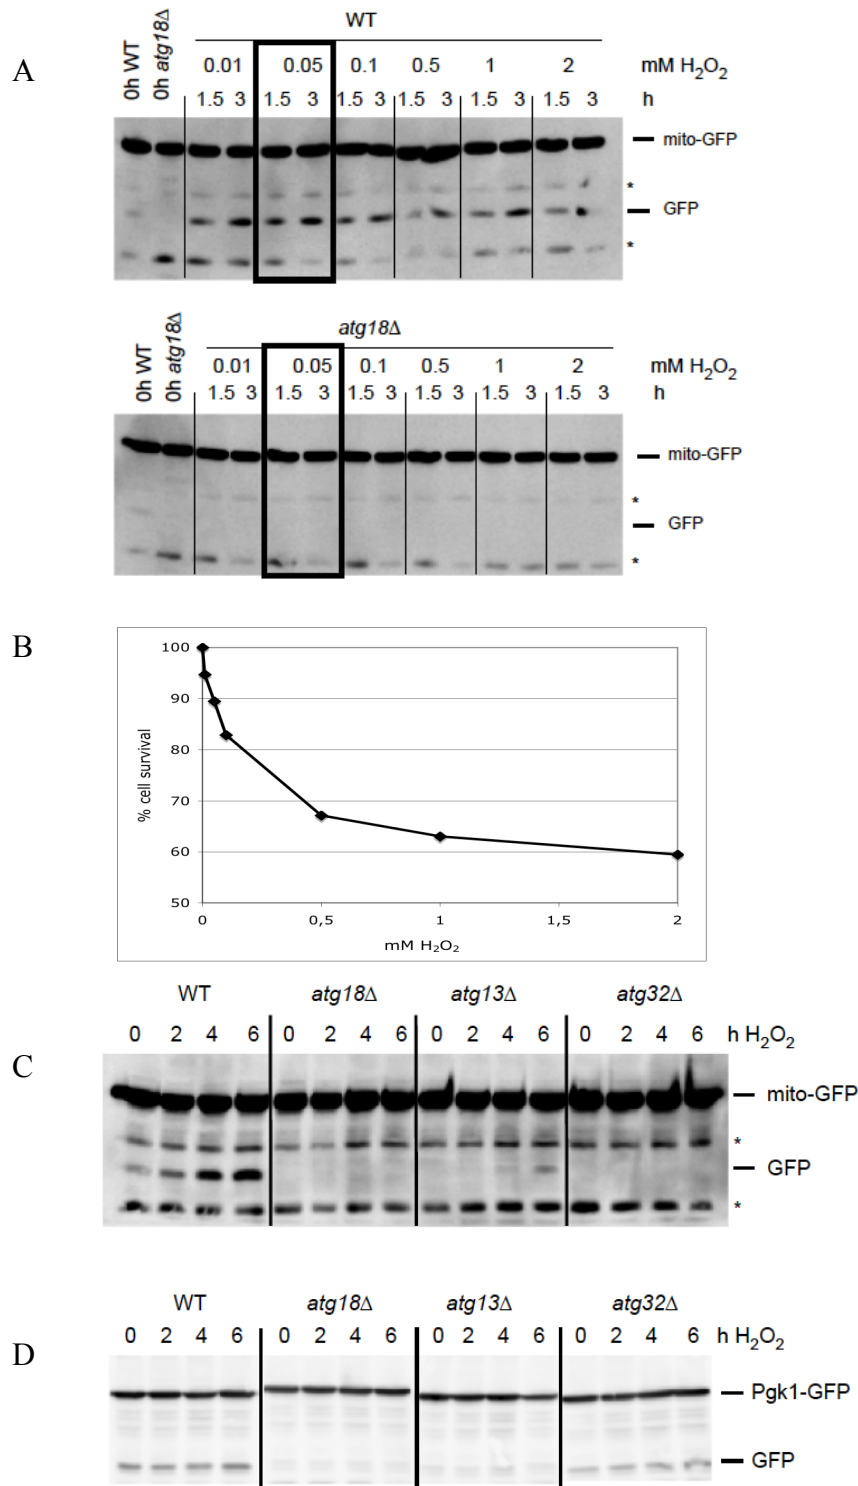 A
WT
0h WT
0h atg18Δ
0.01 0.05 0.1 0.5 1 2 mM H₂O₂
1.5 3 1.5 3 1.5 3 1.5 3 1.5 3 1.5 3 h
mito-GFP
*
GFP
*
atg18Δ
0h WT
0h atg18Δ
0.01 0.05 0.1 0.5 1 2 mM H₂O₂
1.5 3 1.5 3 1.5 3 1.5 3 1.5 3 1.5 3 h
mito-GFP
*
GFP
*
B
% cell survival
100
90
80
70
60
50
0 0,5 1 1,5 2
mM H₂O₂
C
WT atg18Δ atg13Δ atg32Δ
0 2 4 6 0 2 4 6 0 2 4 6 0 2 4 6 h H₂O₂
mito-GFP
*
GFP
*
D
WT atg18Δ atg13Δ atg32Δ
0 2 4 6 0 2 4 6 0 2 4 6 0 2 4 6 h H₂O₂
Pgk1-GFP
GFP